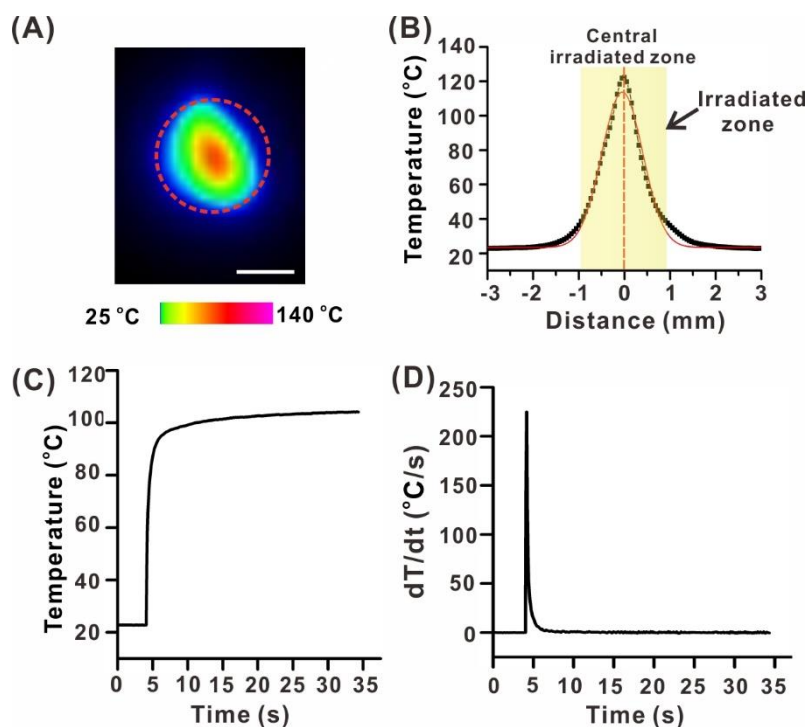 (A)
25 °C
140 °C
(B)
Central
irradiated zone
Irradiated
zone
Temperature (°C)
140
120
100
80
60
40
20
-3 -2 -1 0 1 2 3
Distance (mm)
(C)
Temperature (°C)
120
100
80
60
40
20
0 5 10 15 20 25 30 35
Time (s)
(D)
dT/dt (°C/s)
250
200
150
100
50
0
0 5 10 15 20 25 30 35
Time (s)